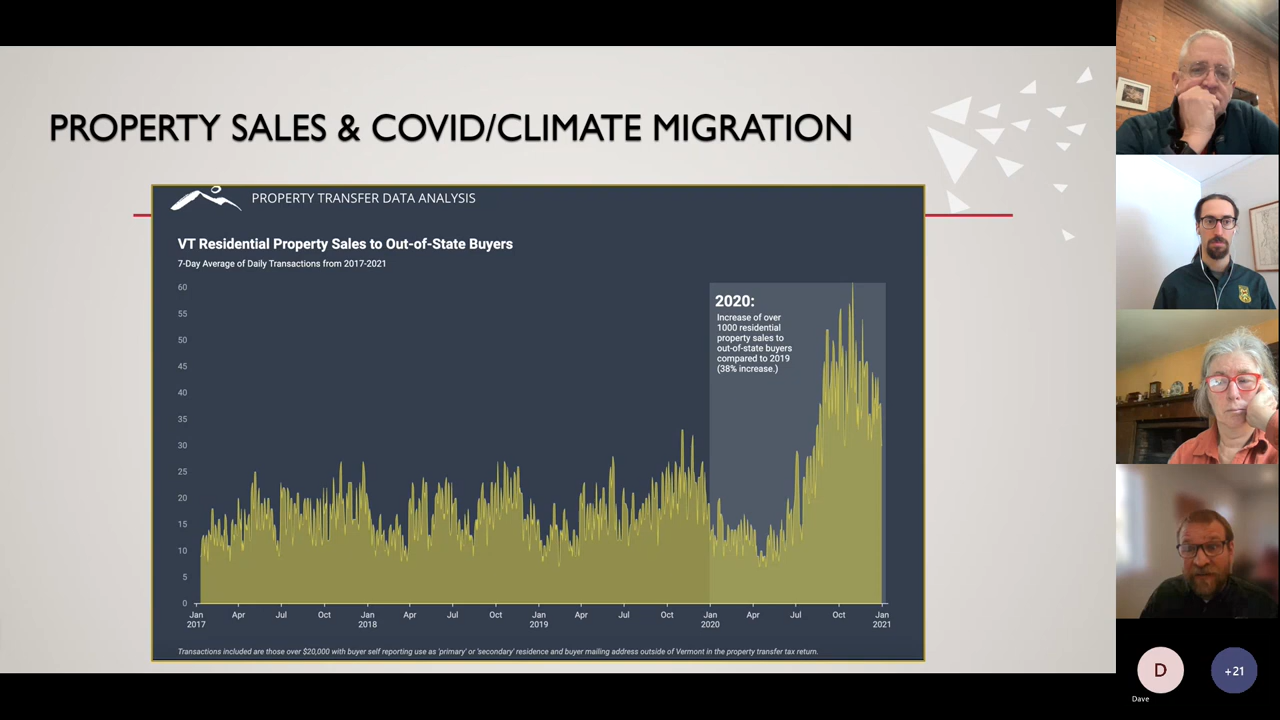 PROPERTY SALES & COVID/CLIMATE MIGRATION
PROPERTY TRANSFER DATA ANALYSIS
VT Residential Property Sales to Out-of-State Buyers
7-Day Average of Daily Transactions from 2017-2021
60
55
50
45
40
35
30
25
20
15
10
5
0
2020:
Increase of over
1000 residential
property sales to
out-of-state buyers
compared to 2019
(38% increase.)
Jan Apr Jul Oct Jan Apr Jul Oct Jan Apr Jul Oct Jan Apr Jul Oct Jan
2017 2018 2019 2020 2021
Transactions included are those over $20,000 with buyer self reporting use as 'primary' or 'secondary' residence and buyer mailing address outside of Vermont in the property transfer tax return.
D
+21
Dave